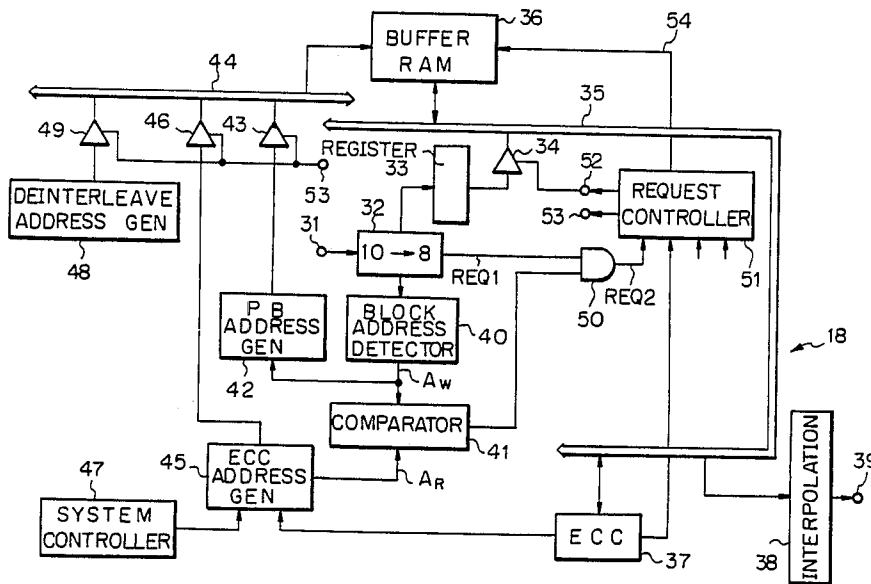 36
54
BUFFER
RAM
44
35
49
46
43
REGISTER
33
34
52
53
53
REQUEST
CONTROLLER
51
DEINTERLEAVE
ADDRESS GEN
48
31
32
10 → 8
REQ1
50
REQ2
PB
ADDRESS
GEN
42
BLOCK
ADDRESS
DETECTOR
40
18
AW
COMPARATOR
41
45
ECC
ADDRESS
GEN
AR
47
SYSTEM
CONTROLLER
ECC
37
INTERPOLATION
38
39